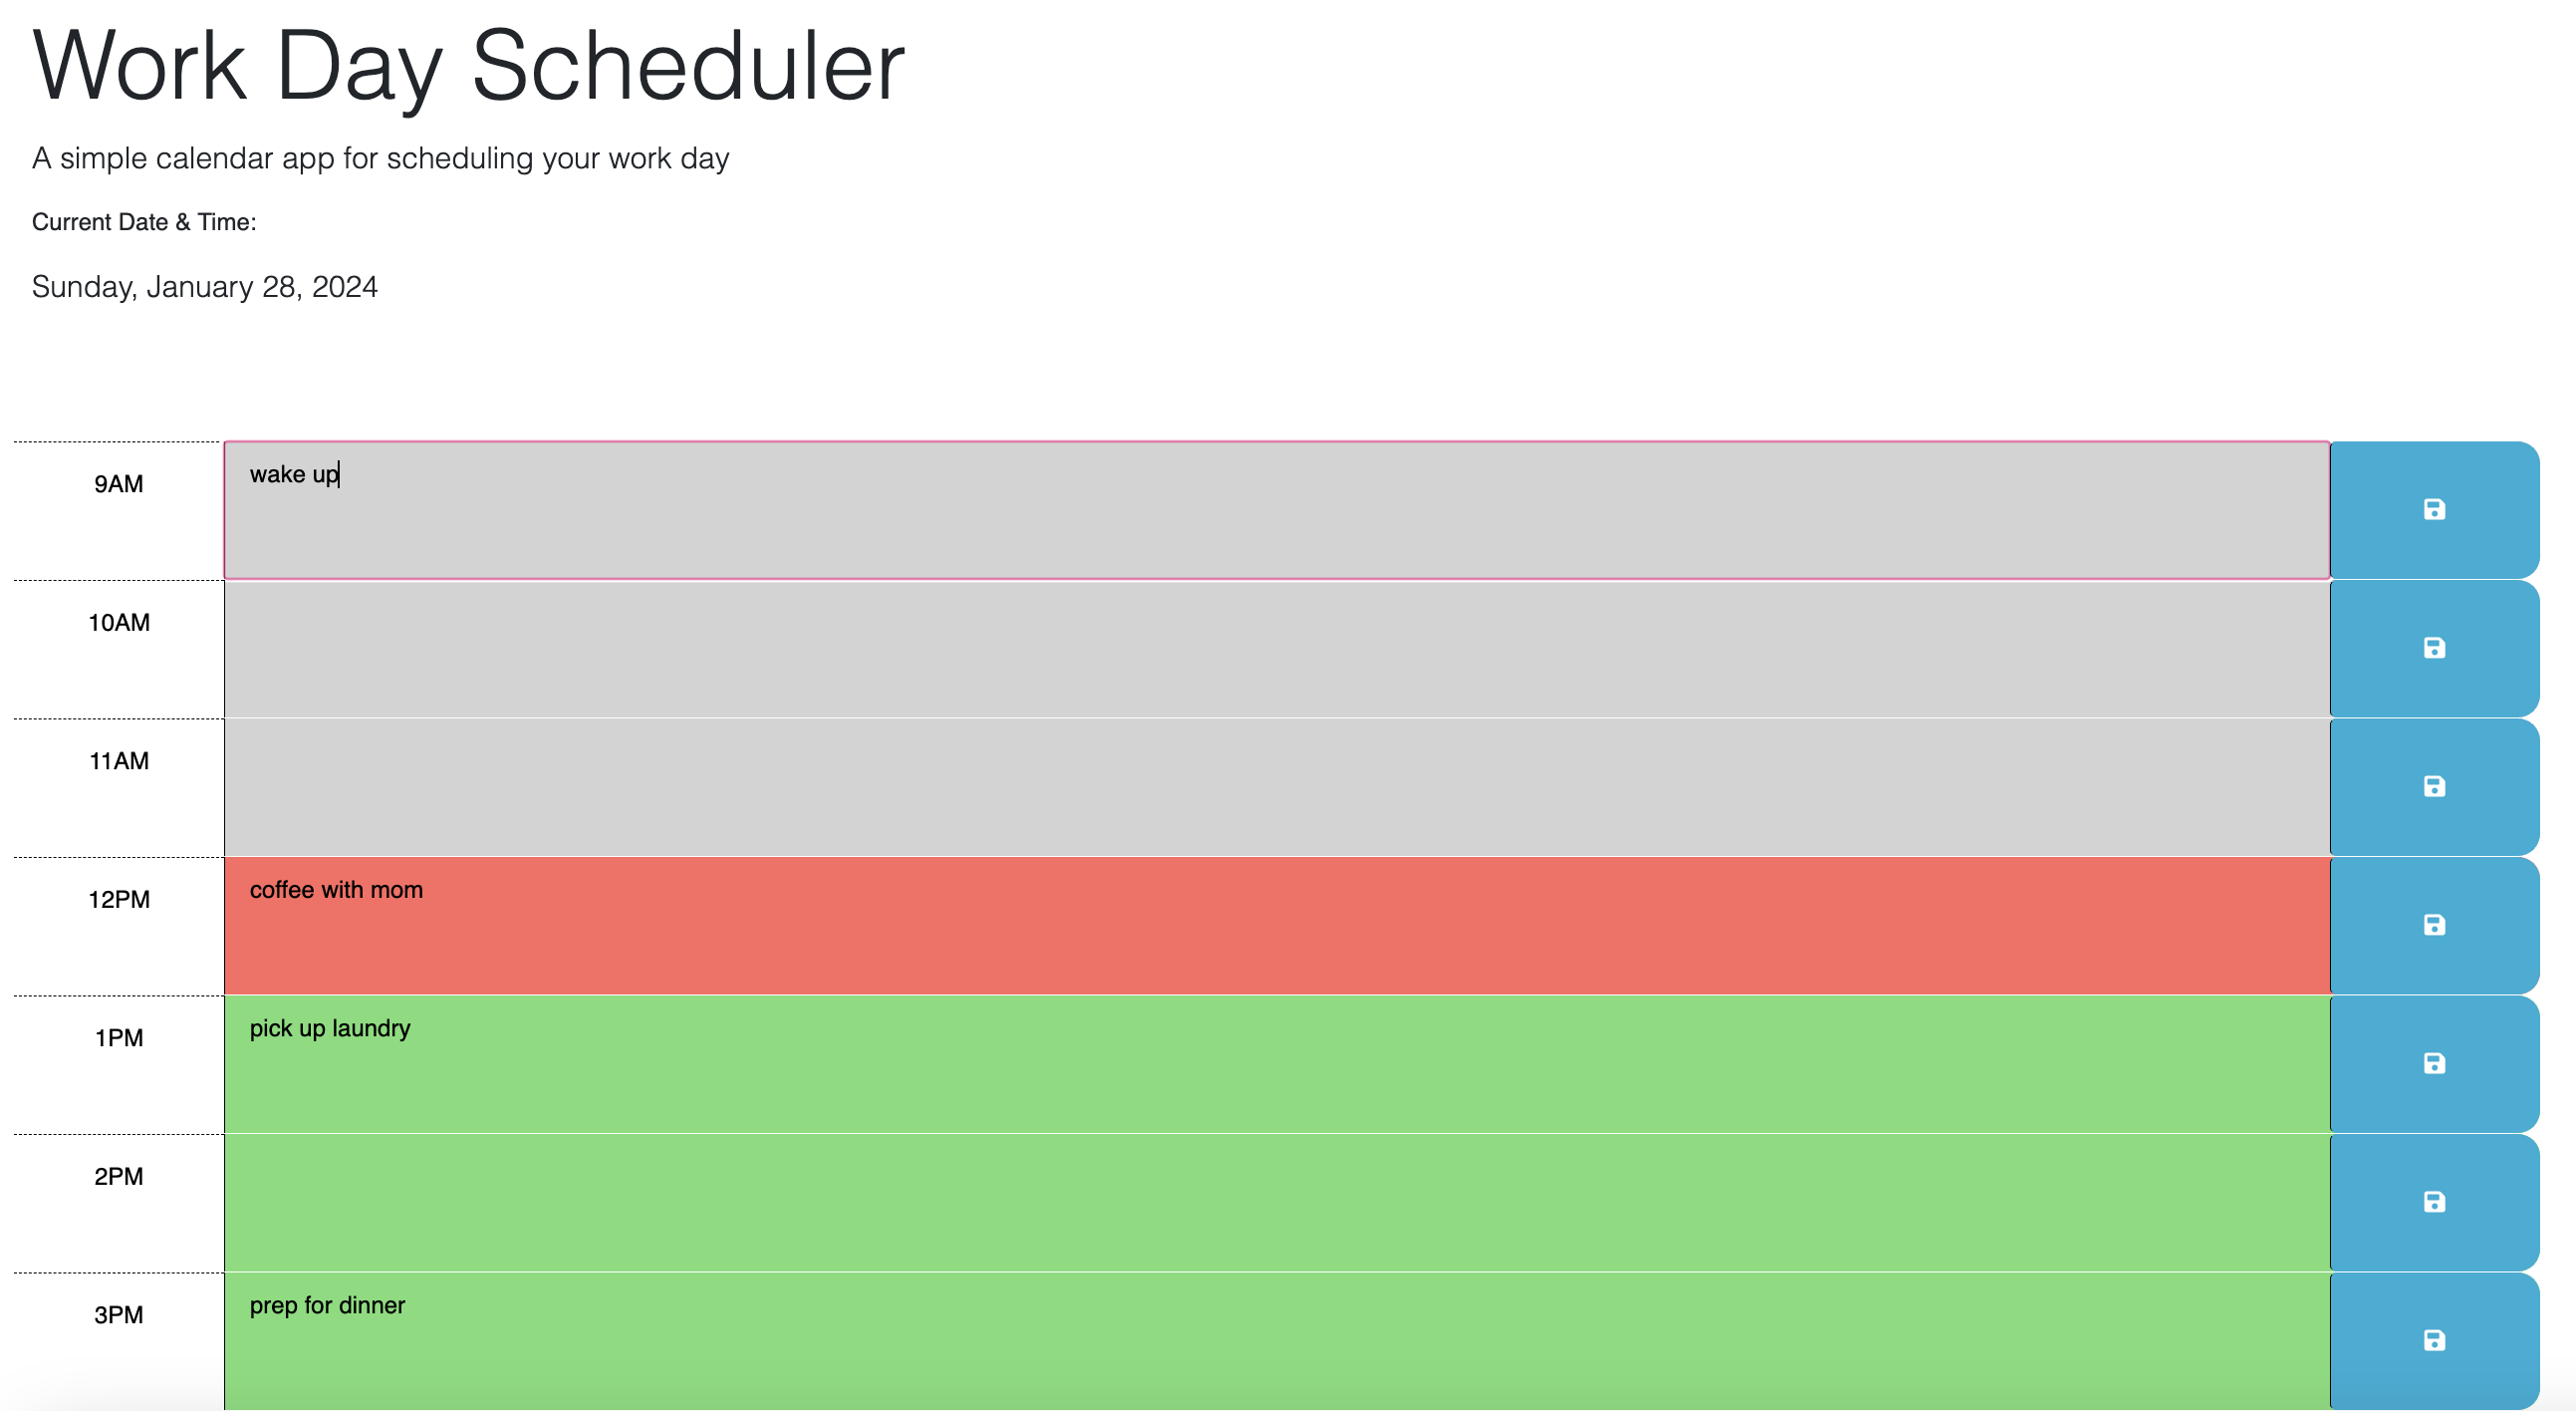 Work Day Scheduler
A simple calendar app for scheduling your work day
Current Date & Time:
Sunday, January 28, 2024
9AM
wake up
10AM
11AM
12PM
coffee with mom
1PM
pick up laundry
2PM
3PM
prep for dinner